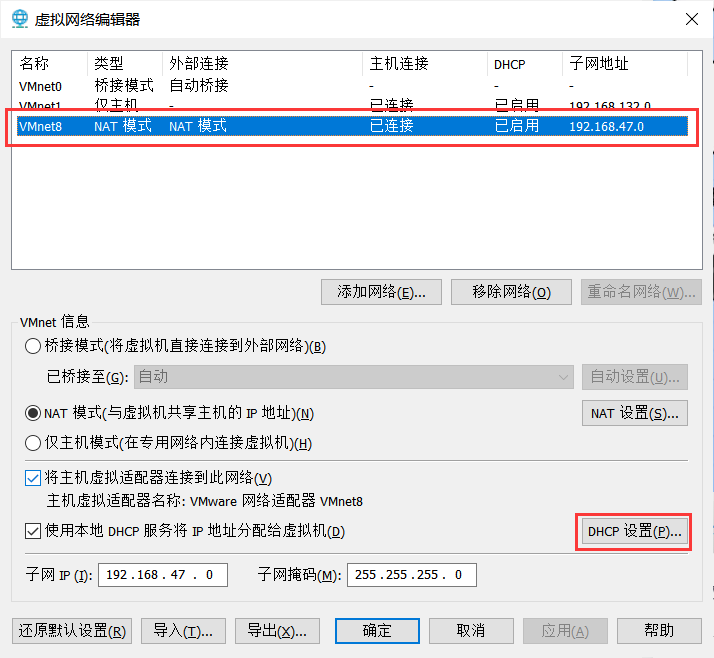 虚拟网络编辑器
名称 类型 外部连接 主机连接 DHCP 子网地址
VMnet0 桥接模式 自动桥接 - - -
VMnet1 仅主机... - 已连接 已启用 192.168.132.0
VMnet8 NAT 模式 NAT 模式 已连接 已启用 192.168.47.0
添加网络(E)... 移除网络(O) 重命名网络(W)...
VMnet 信息
桥接模式(将虚拟机直接连接到外部网络)(B)
已桥接至(G): 自动 自动设置(U)...
NAT 模式(与虚拟机共享主机的 IP 地址)(N) NAT 设置(S)...
仅主机模式(在专用网络内连接虚拟机)(H)
将主机虚拟适配器连接到此网络(V)
主机虚拟适配器名称: VMware 网络适配器 VMnet8
使用本地 DHCP 服务将 IP 地址分配给虚拟机(D) DHCP 设置(P)...
子网 IP (I): 192.168. 47 . 0 子网掩码(M): 255.255.255. 0
还原默认设置(R) 导入(T)... 导出(X)... 确定 取消 应用(A) 帮助